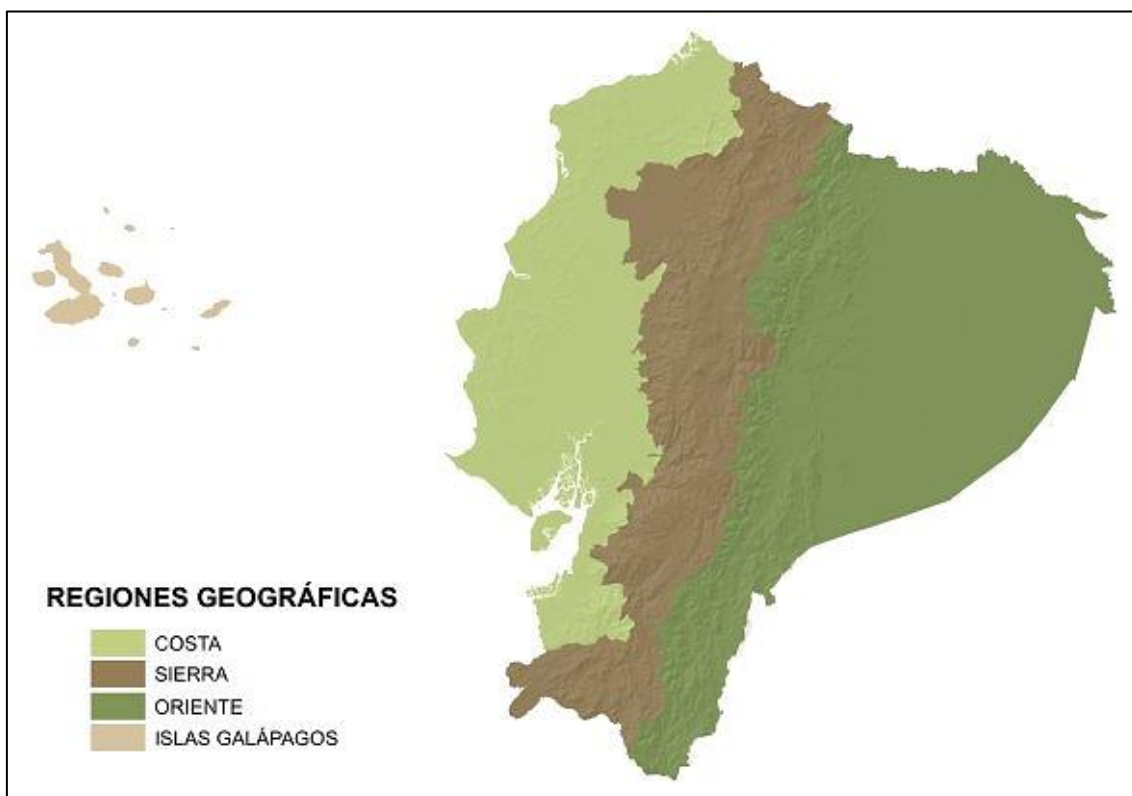 REGIONES GEOGRÁFICAS
COSTA
SIERRA
ORIENTE
ISLAS GALÁPAGOS